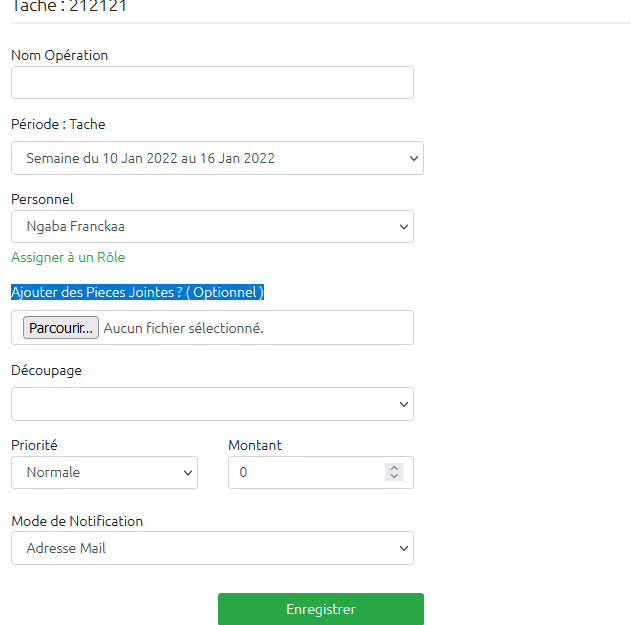 Tache : 212121
Nom Opération
Période : Tache
Semaine du 10 Jan 2022 au 16 Jan 2022
Personnel
Ngaba Franckaa
Assigner à un Rôle
Ajouter des Pieces Jointes ? ( Optionnel )
Parcourir... Aucun fichier sélectionné.
Découpage
Priorité Montant
Normale 0
Mode de Notification
Adresse Mail
Enregistrer